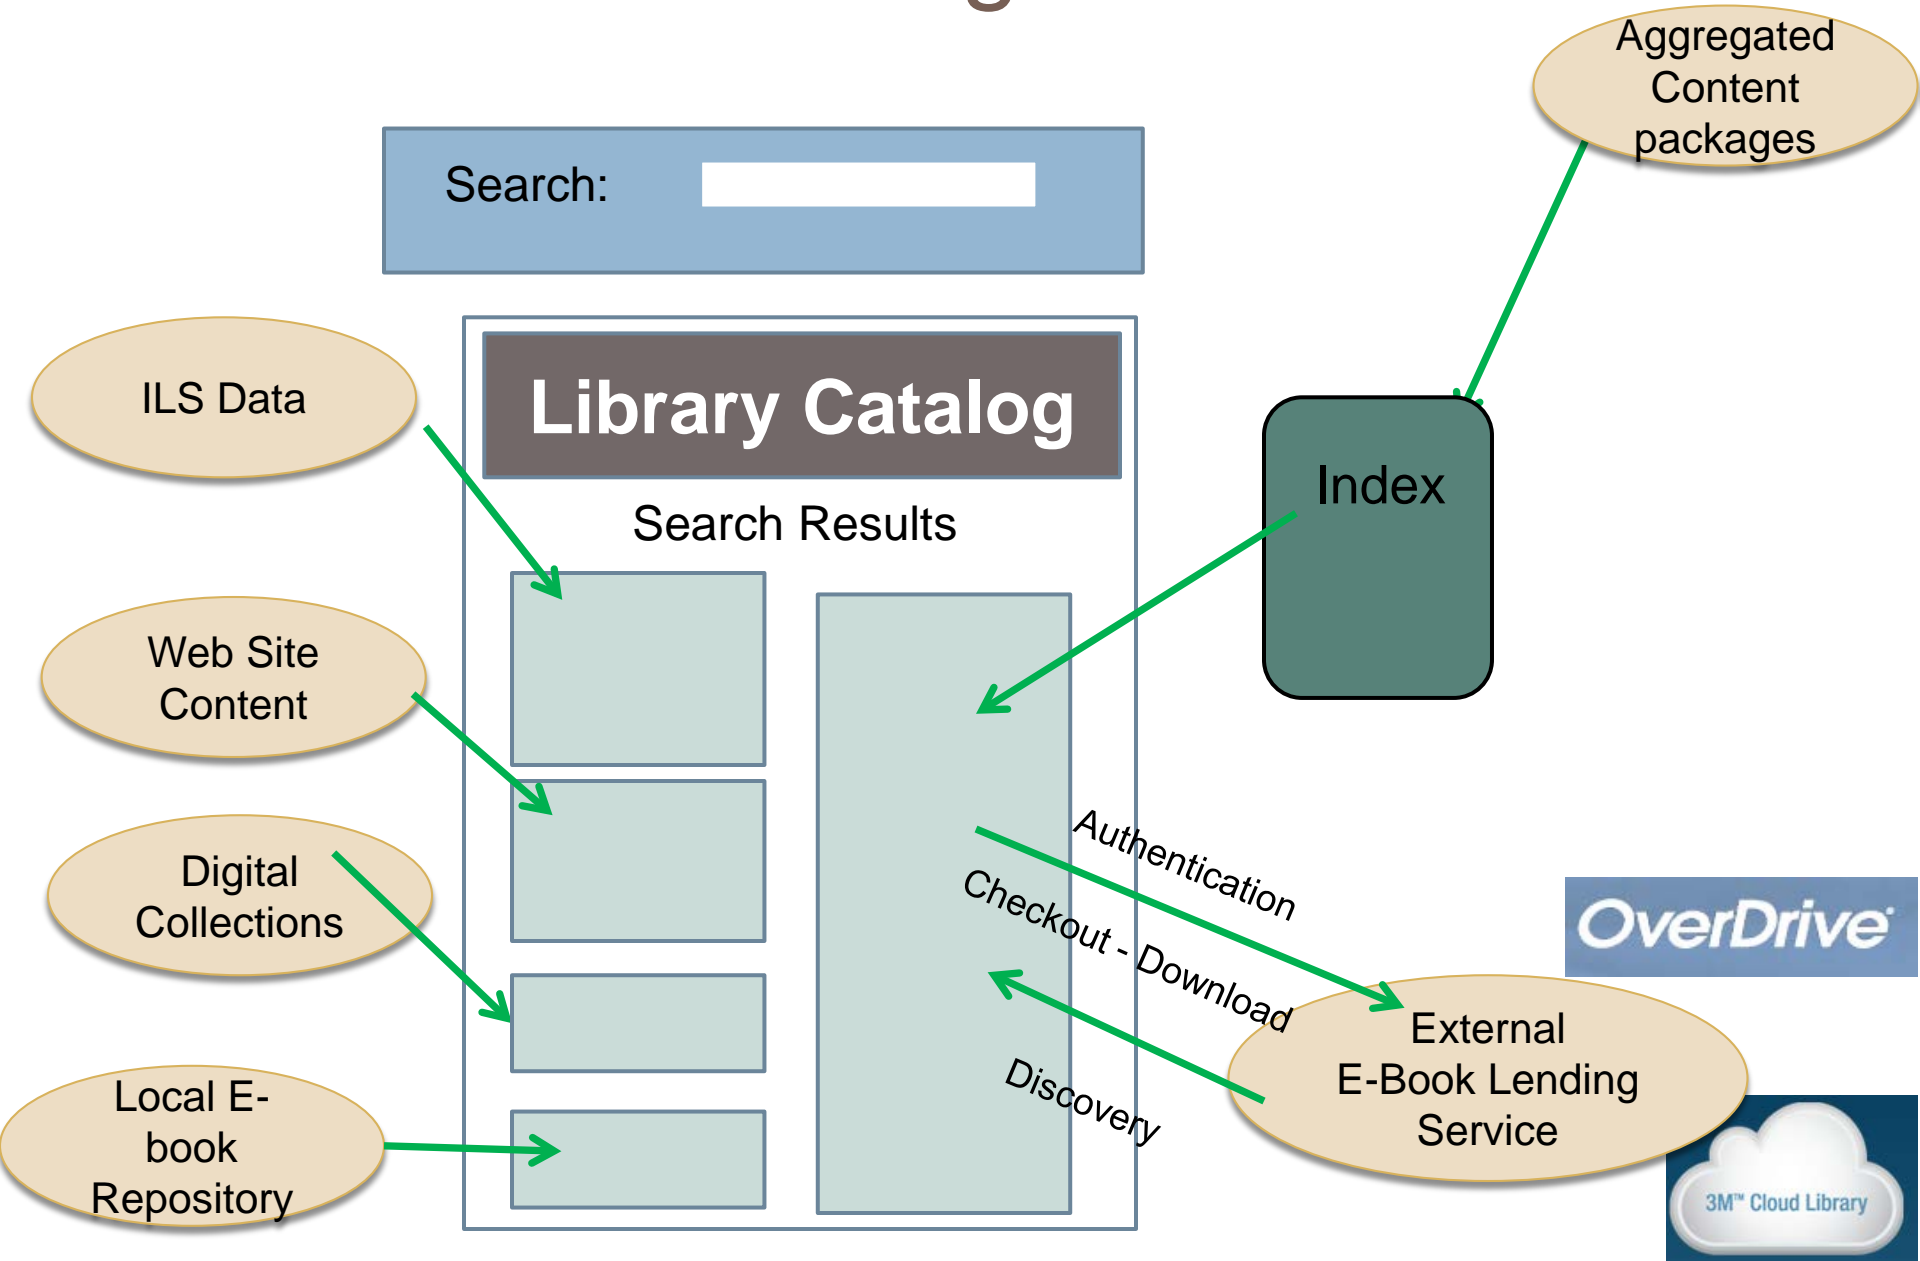 Aggregated
Content
packages
Search:
ILS Data
Library Catalog
Index
Search Results
Web Site
Content
Authentication
Digital
Collections
Checkout - Download
OverDrive
External
E-Book Lending
Service
Discovery
Local E-
book
Repository
3M™ Cloud Library